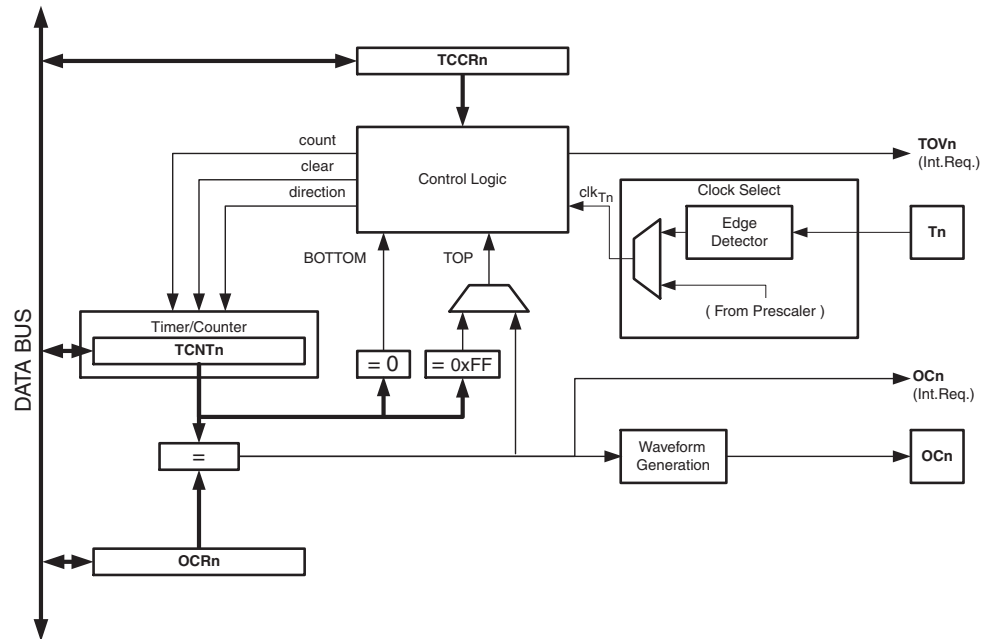 TCCRn
count
clear
direction
Control Logic
TOVn
(Int.Req.)
clkTn
Clock Select
Edge
Detector
Tn
( From Prescaler )
BOTTOM
TOP
Timer/Counter
TCNTn
= 0
= 0xFF
DATA BUS
OCn
(Int.Req.)
=
Waveform
Generation
OCn
OCRn